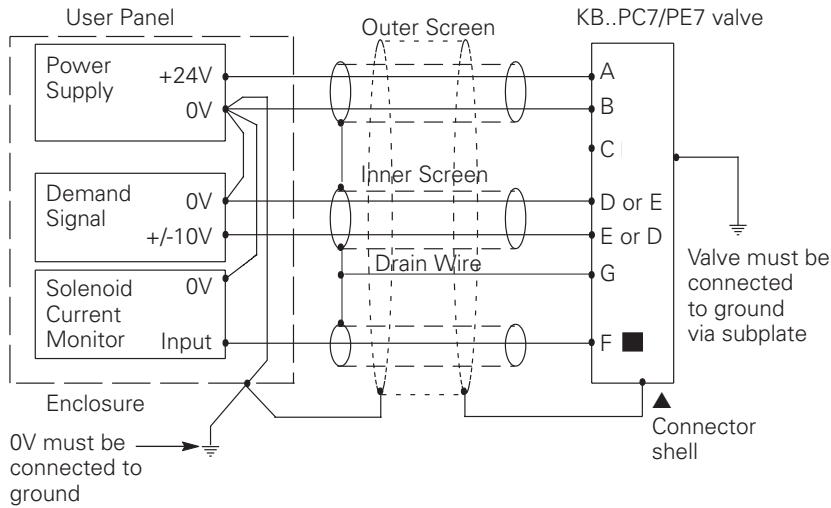 User Panel
Outer Screen
KB..PC7/PE7 valve
Power
Supply
+24V
0V
A
B
C
Inner Screen
Demand
Signal
0V
+/-10V
D or E
E or D
Drain Wire
G
Solenoid
Current
Monitor
0V
Input
F
Valve must be
connected
to ground
via subplate
Enclosure
Connector
shell
0V must be
connected to
ground